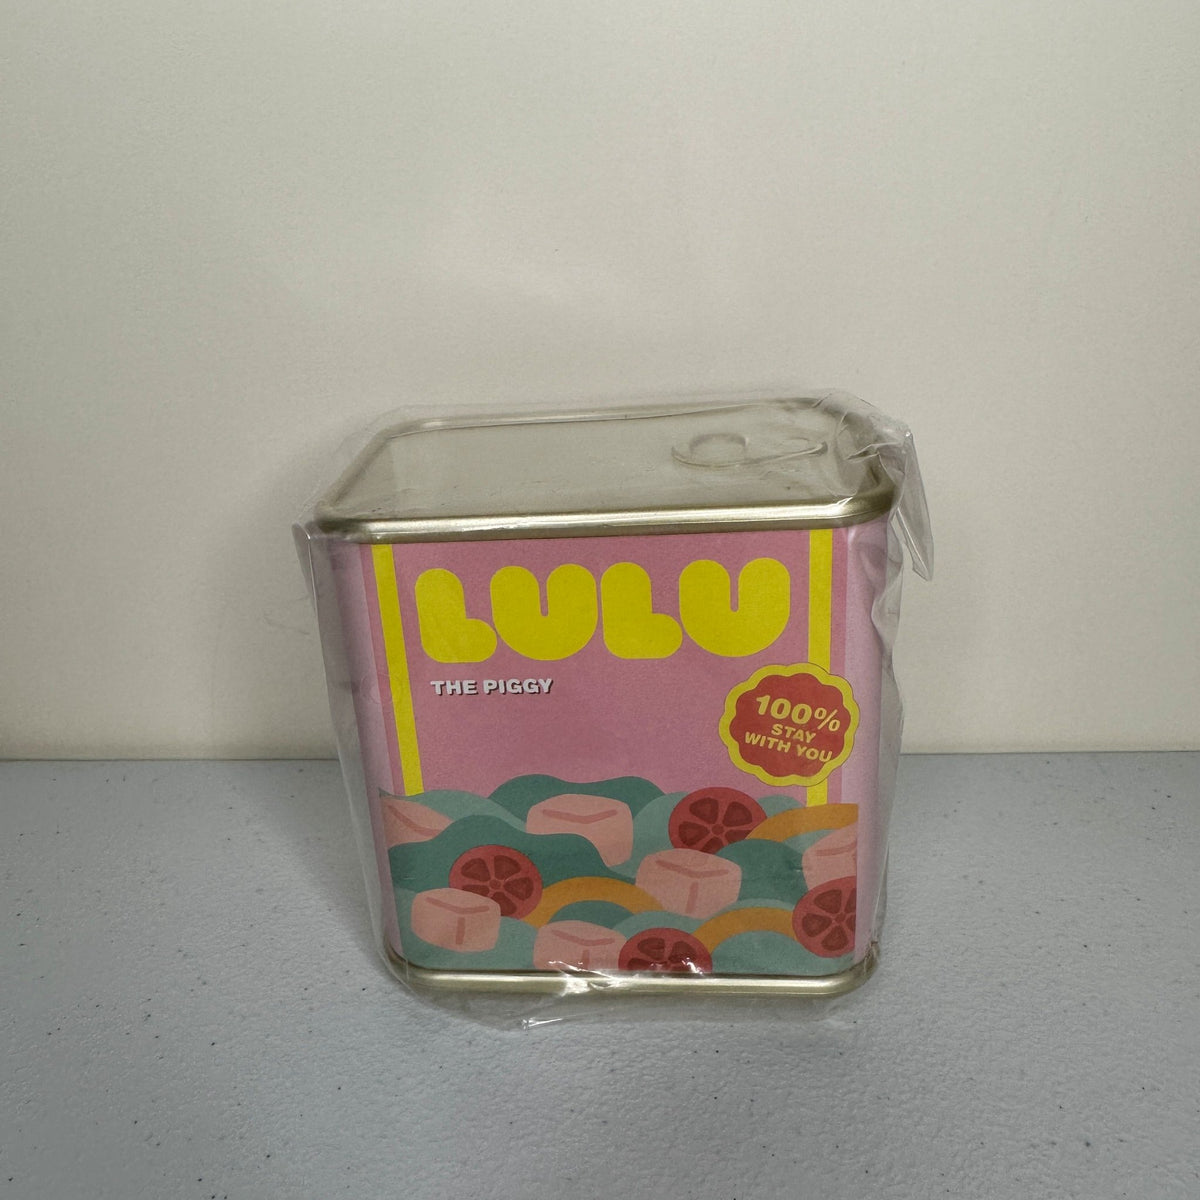 LULU
THE PIGGY
100%
STAY
WITH YOU